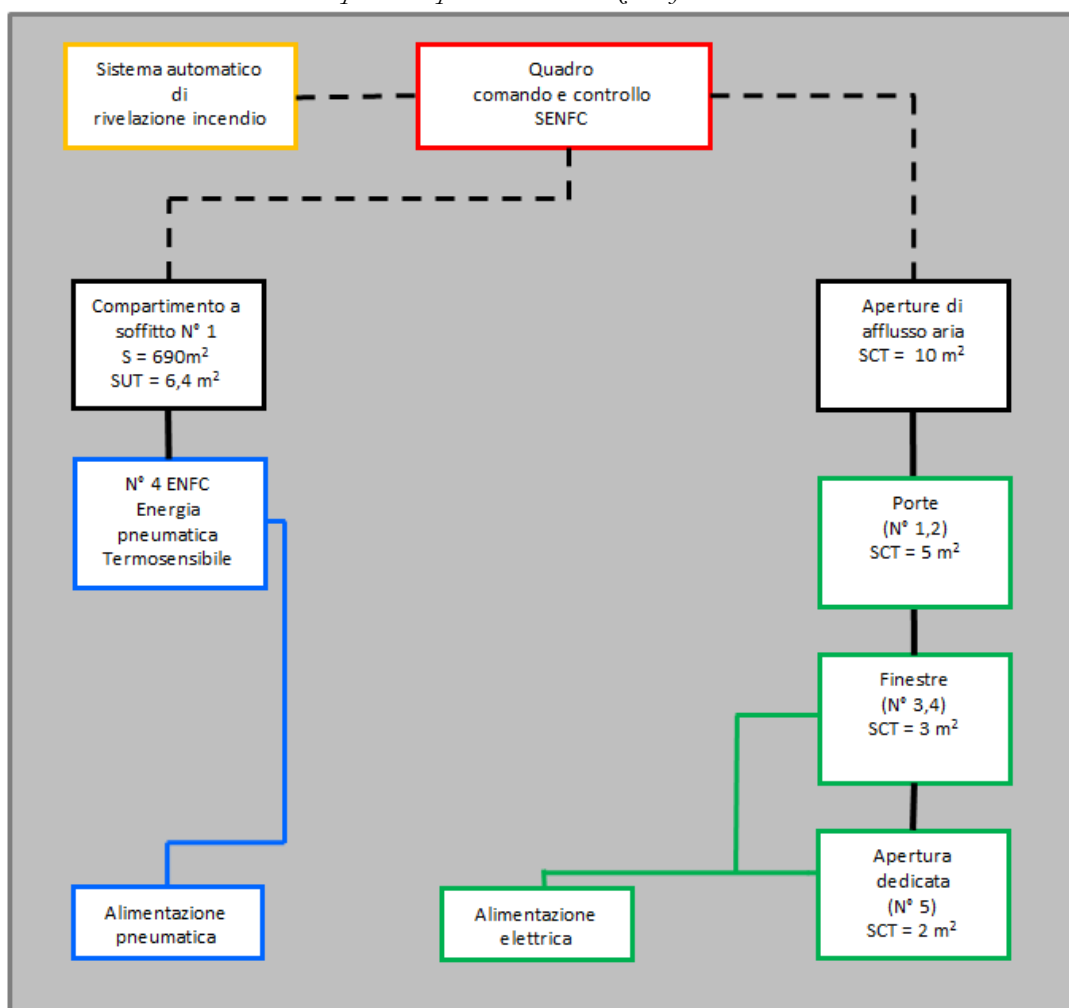 Sistema automatico
di
rivelazione incendio
Quadro
comando e controllo
SENFC
Compartimento a
soffitto N° 1
S = 690m²
SUT = 6,4 m²
Aperture di
afflusso aria
SCT = 10 m²
N° 4 ENFC
Energia
pneumatica
Termosensibile
Porte
(N° 1,2)
SCT = 5 m²
Finestre
(N° 3,4)
SCT = 3 m²
Apertura
dedicata
(N° 5)
SCT = 2 m²
Alimentazione
pneumatica
Alimentazione
elettrica